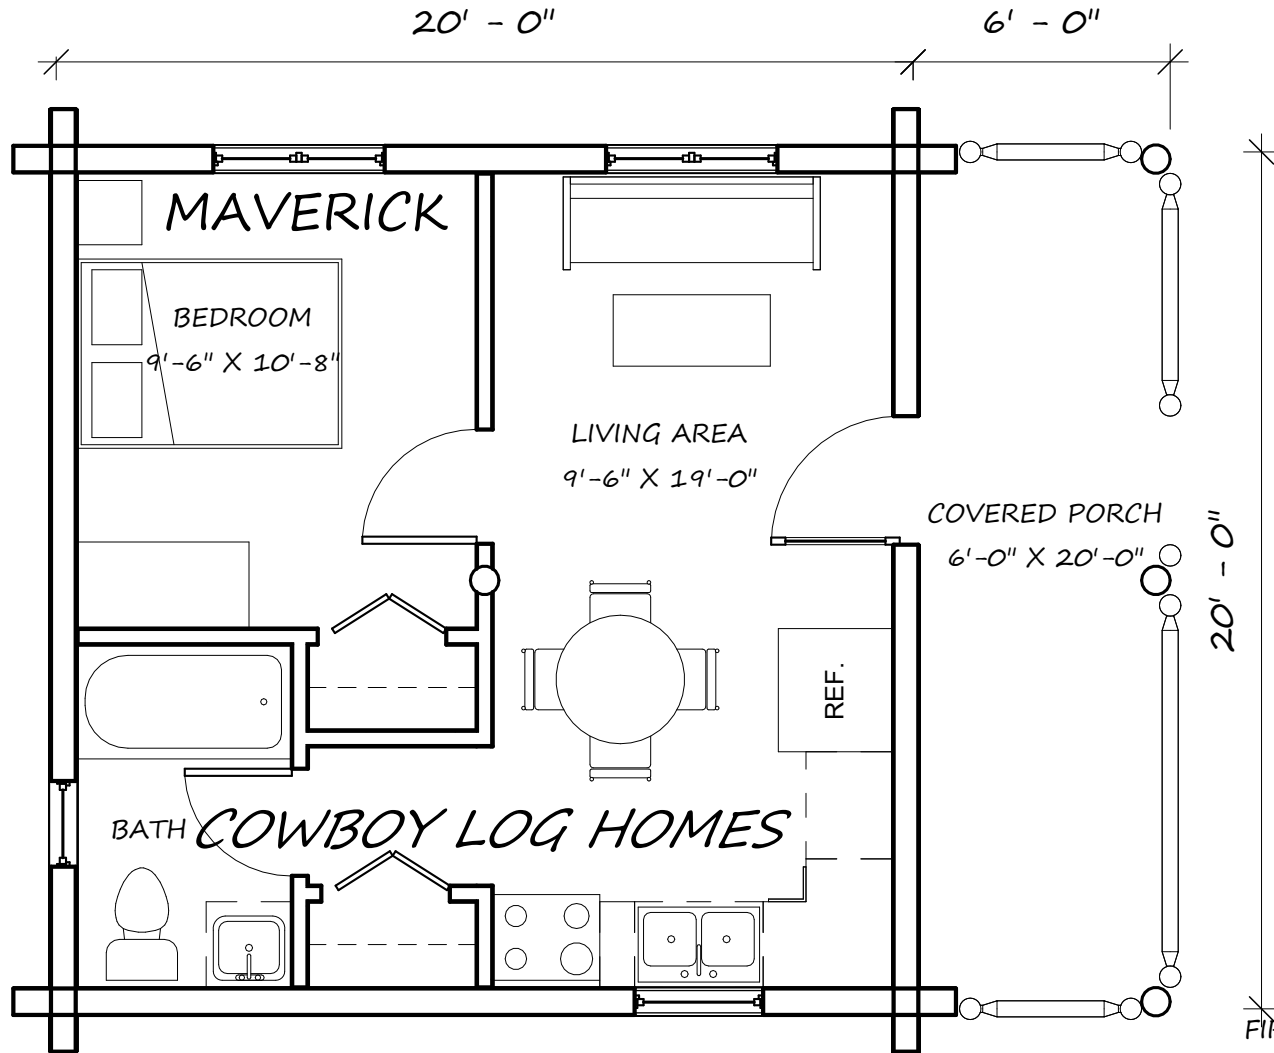 20' - 0"
6' - 0"
MAVERICK
BEDROOM
9'-6" X 10'-8"
LIVING AREA
9'-6" X 19'-0"
COVERED PORCH
6'-0" X 20'-0"
20' - 0"
REF.
BATH
COWBOY LOG HOMES